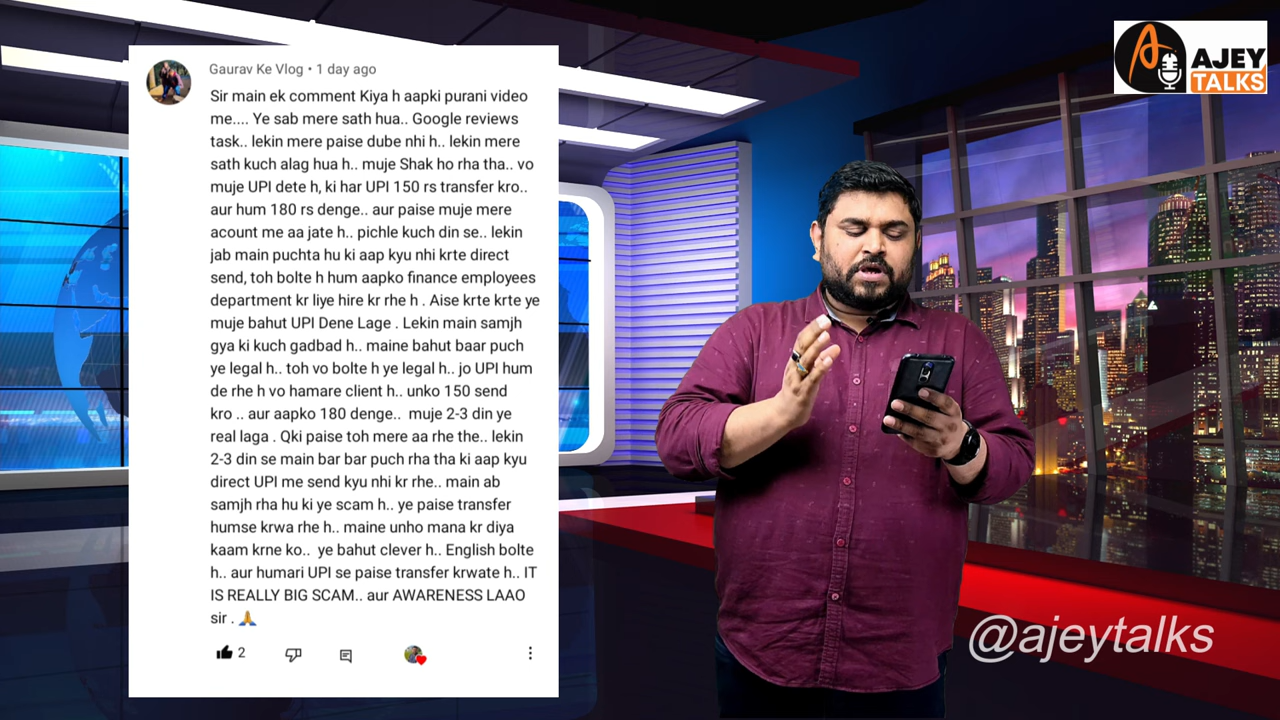 Gaurav Ke Vlog • 1 day ago
Sir main ek comment Kiya h aapki purani video
me.... Ye sab mere sath hua.. Google reviews
task.. lekin mere paise dube nhi h.. lekin mere
sath kuch alag hua h.. muje Shak ho rha tha.. vo
muje UPI dete h, ki har UPI 150 rs transfer kro..
aur hum 180 rs denge.. aur paise muje mere
acount me aa jate h.. pichle kuch din se.. lekin
jab main puchta hu ki aap kyu nhi krte direct
send, toh bolte h hum aapko finance employees
department kr liye hire kr rhe h . Aise krte krte ye
muje bahut UPI Dene Lage . Lekin main samjh
gya ki kuch gadbad h.. maine bahut baar puch
ye legal h.. toh vo bolte h ye legal h.. jo UPI hum
de rhe h vo hamare client h.. unko 150 send
kro .. aur aapko 180 denge..  muje 2-3 din ye
real laga . Qki paise toh mere aa rhe the.. lekin
2-3 din se main bar bar puch rha tha ki aap kyu
direct UPI me send kyu nhi kr rhe.. main ab
samjh rha hu ki ye scam h.. ye paise transfer
humse krwa rhe h.. maine unho mana kr diya
kaam krne ko..  ye bahut clever h.. English bolte
h.. aur humari UPI se paise transfer krwate h.. IT
IS REALLY BIG SCAM.. aur AWARENESS LAAO
sir . 🙏
2
AJEY
TALKS
@ajeytalks